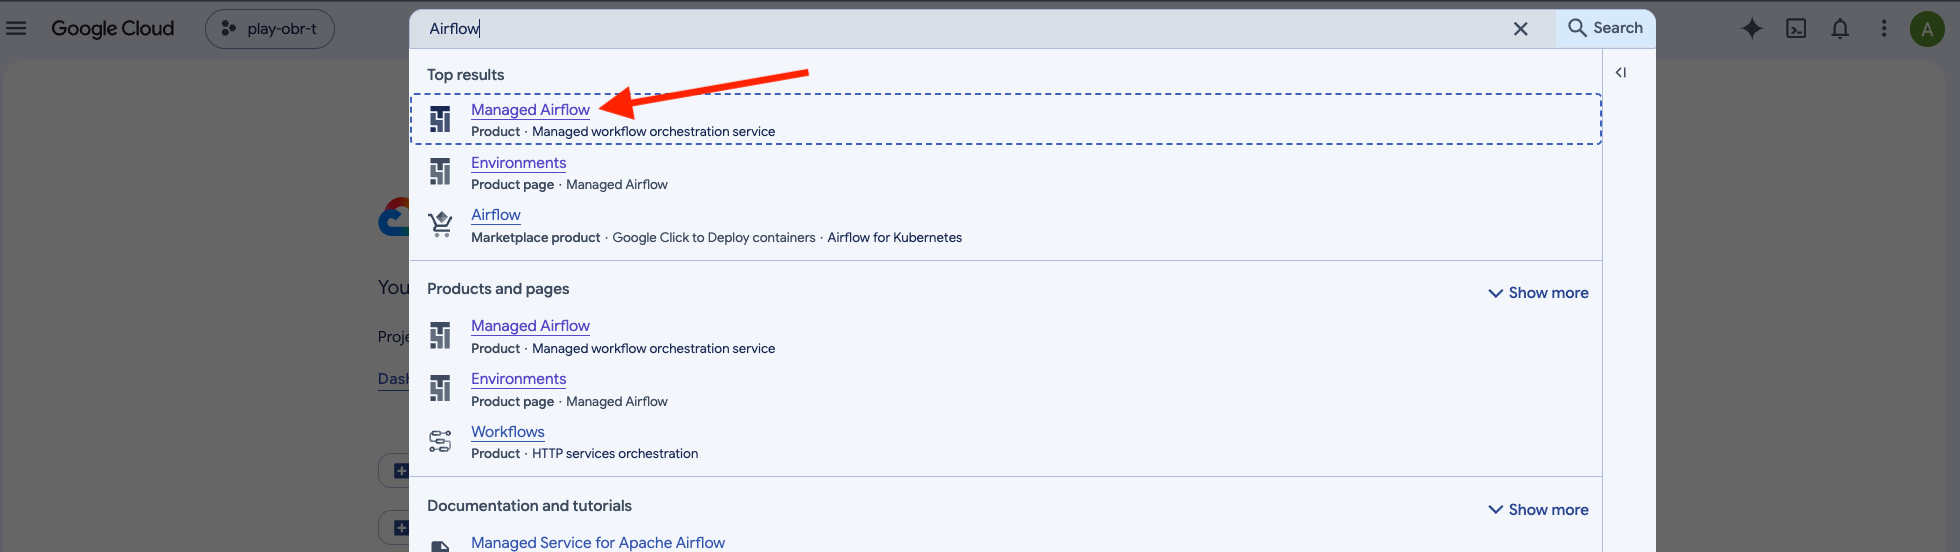 Google Cloud
play-obr-t
Airflow
Search
A
Top results
Managed Airflow
Product · Managed workflow orchestration service
Environments
Product page · Managed Airflow
Airflow
Marketplace product · Google Click to Deploy containers · Airflow for Kubernetes
You
Products and pages
Show more
Managed Airflow
Proje
Product · Managed workflow orchestration service
Environments
Dash
Product page · Managed Airflow
Workflows
Product · HTTP services orchestration
Documentation and tutorials
Show more
Managed Service for Apache Airflow